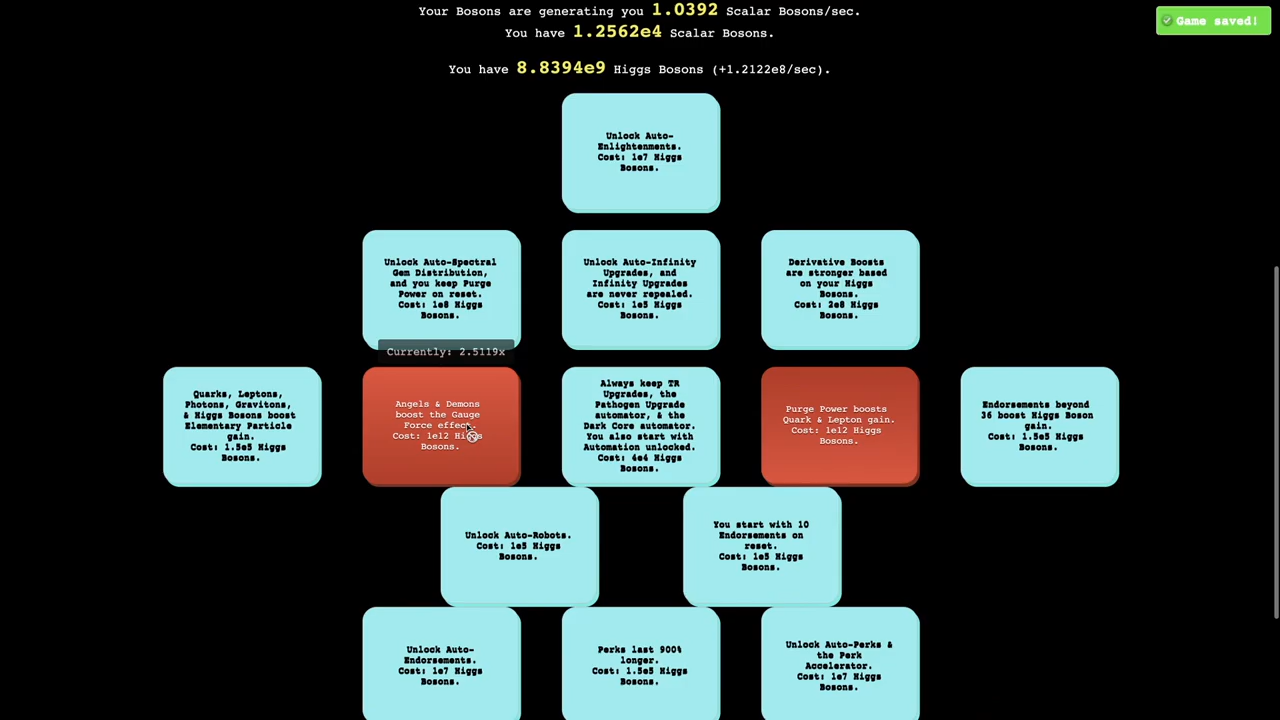 Your Bosons are generating you 1.0392 Scalar Bosons/sec.
Game saved!
You have 1.2562e4 Scalar Bosons.
You have 8.8394e9 Higgs Bosons (+1.2122e8/sec).
Unlock Auto-
Enlightenments.
Cost: 1e7 Higgs
Bosons.
Unlock Auto-Spectral
Gem Distribution,
and you keep Purge
Power on reset.
Cost: 1e8 Higgs
Bosons.
Unlock Auto-Infinity
Upgrades, and
Infinity Upgrades
are never repealed.
Cost: 1e5 Higgs
Bosons.
Derivative Boosts
are stronger based
on your Higgs
Bosons.
Cost: 2e8 Higgs
Bosons.
Currently: 2.5119x
Quarks, Leptons,
Photons, Gravitons,
& Higgs Bosons boost
Elementary Particle
gain.
Cost: 1.5e5 Higgs
Bosons.
Angels & Demons
boost the Gauge
Force effect.
Cost: 1e12 Higgs
Bosons.
Always keep TR
Upgrades, the
Pathogen Upgrade
automator, & the
Dark Core automator.
You also start with
Automation unlocked.
Cost: 4e4 Higgs
Bosons.
Purge Power boosts
Quark & Lepton gain.
Cost: 1e12 Higgs
Bosons.
Endorsements beyond
36 boost Higgs Boson
gain.
Cost: 1.5e5 Higgs
Bosons.
Unlock Auto-Robots.
Cost: 1e5 Higgs
Bosons.
You start with 10
Endorsements on
reset.
Cost: 1e5 Higgs
Bosons.
Unlock Auto-
Endorsements.
Cost: 1e7 Higgs
Bosons.
Perks last 900%
longer.
Cost: 1.5e5 Higgs
Bosons.
Unlock Auto-Perks &
the Perk
Accelerator.
Cost: 1e7 Higgs
Bosons.